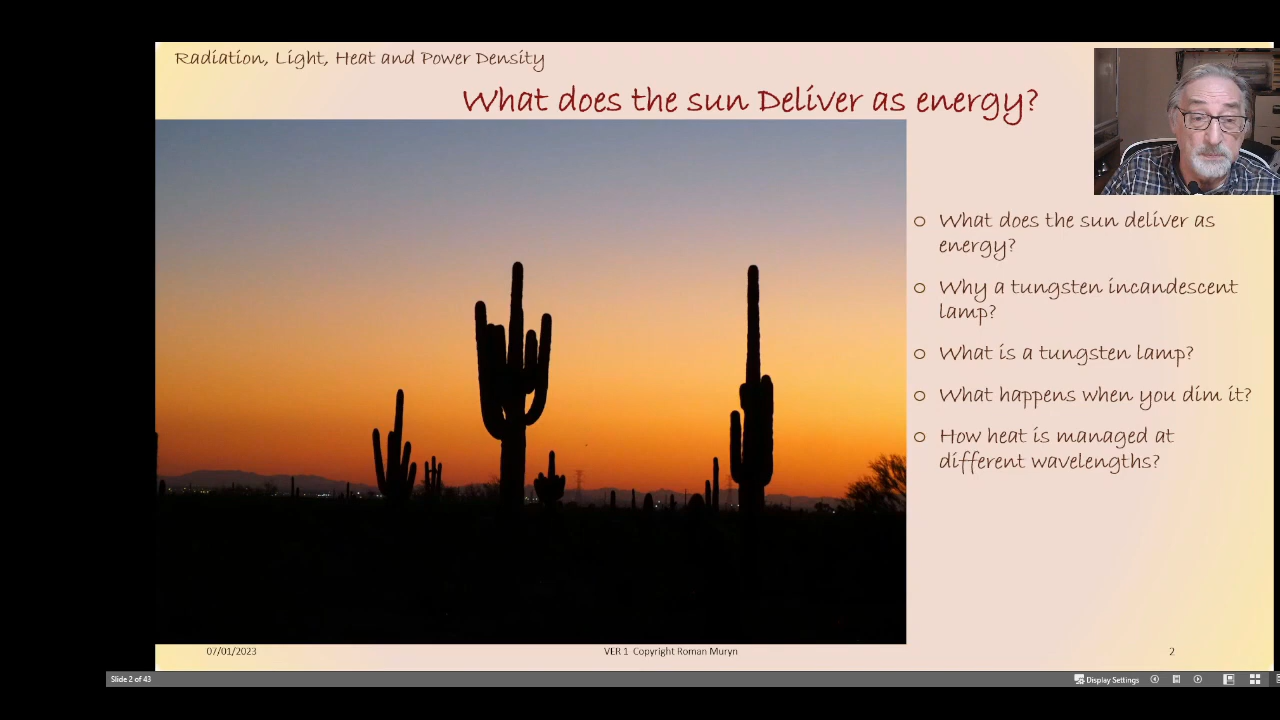 Radiation, Light, Heat and Power Density
What does the sun Deliver as energy?
o What does the sun deliver as
energy?
o Why a tungsten incandescent
lamp?
o What is a tungsten lamp?
o What happens when you dim it?
o How heat is managed at
different wavelengths?
07/01/2023
VER 1 Copyright Roman Muryn
2
Slide 2 of 43
Display Settings